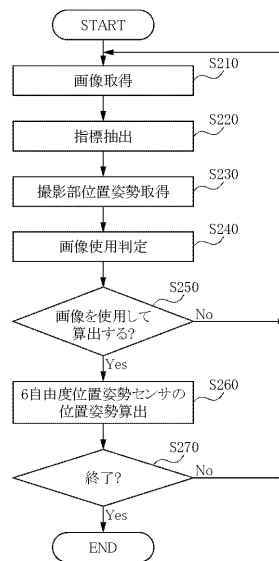 START
S210
画像取得
S220
指標抽出
S230
撮影部位置姿勢取得
S240
画像使用判定
S250
画像を使用して
算出する?
No
Yes
S260
6自由度位置姿勢センサの
位置姿勢算出
S270
終了?
No
Yes
END